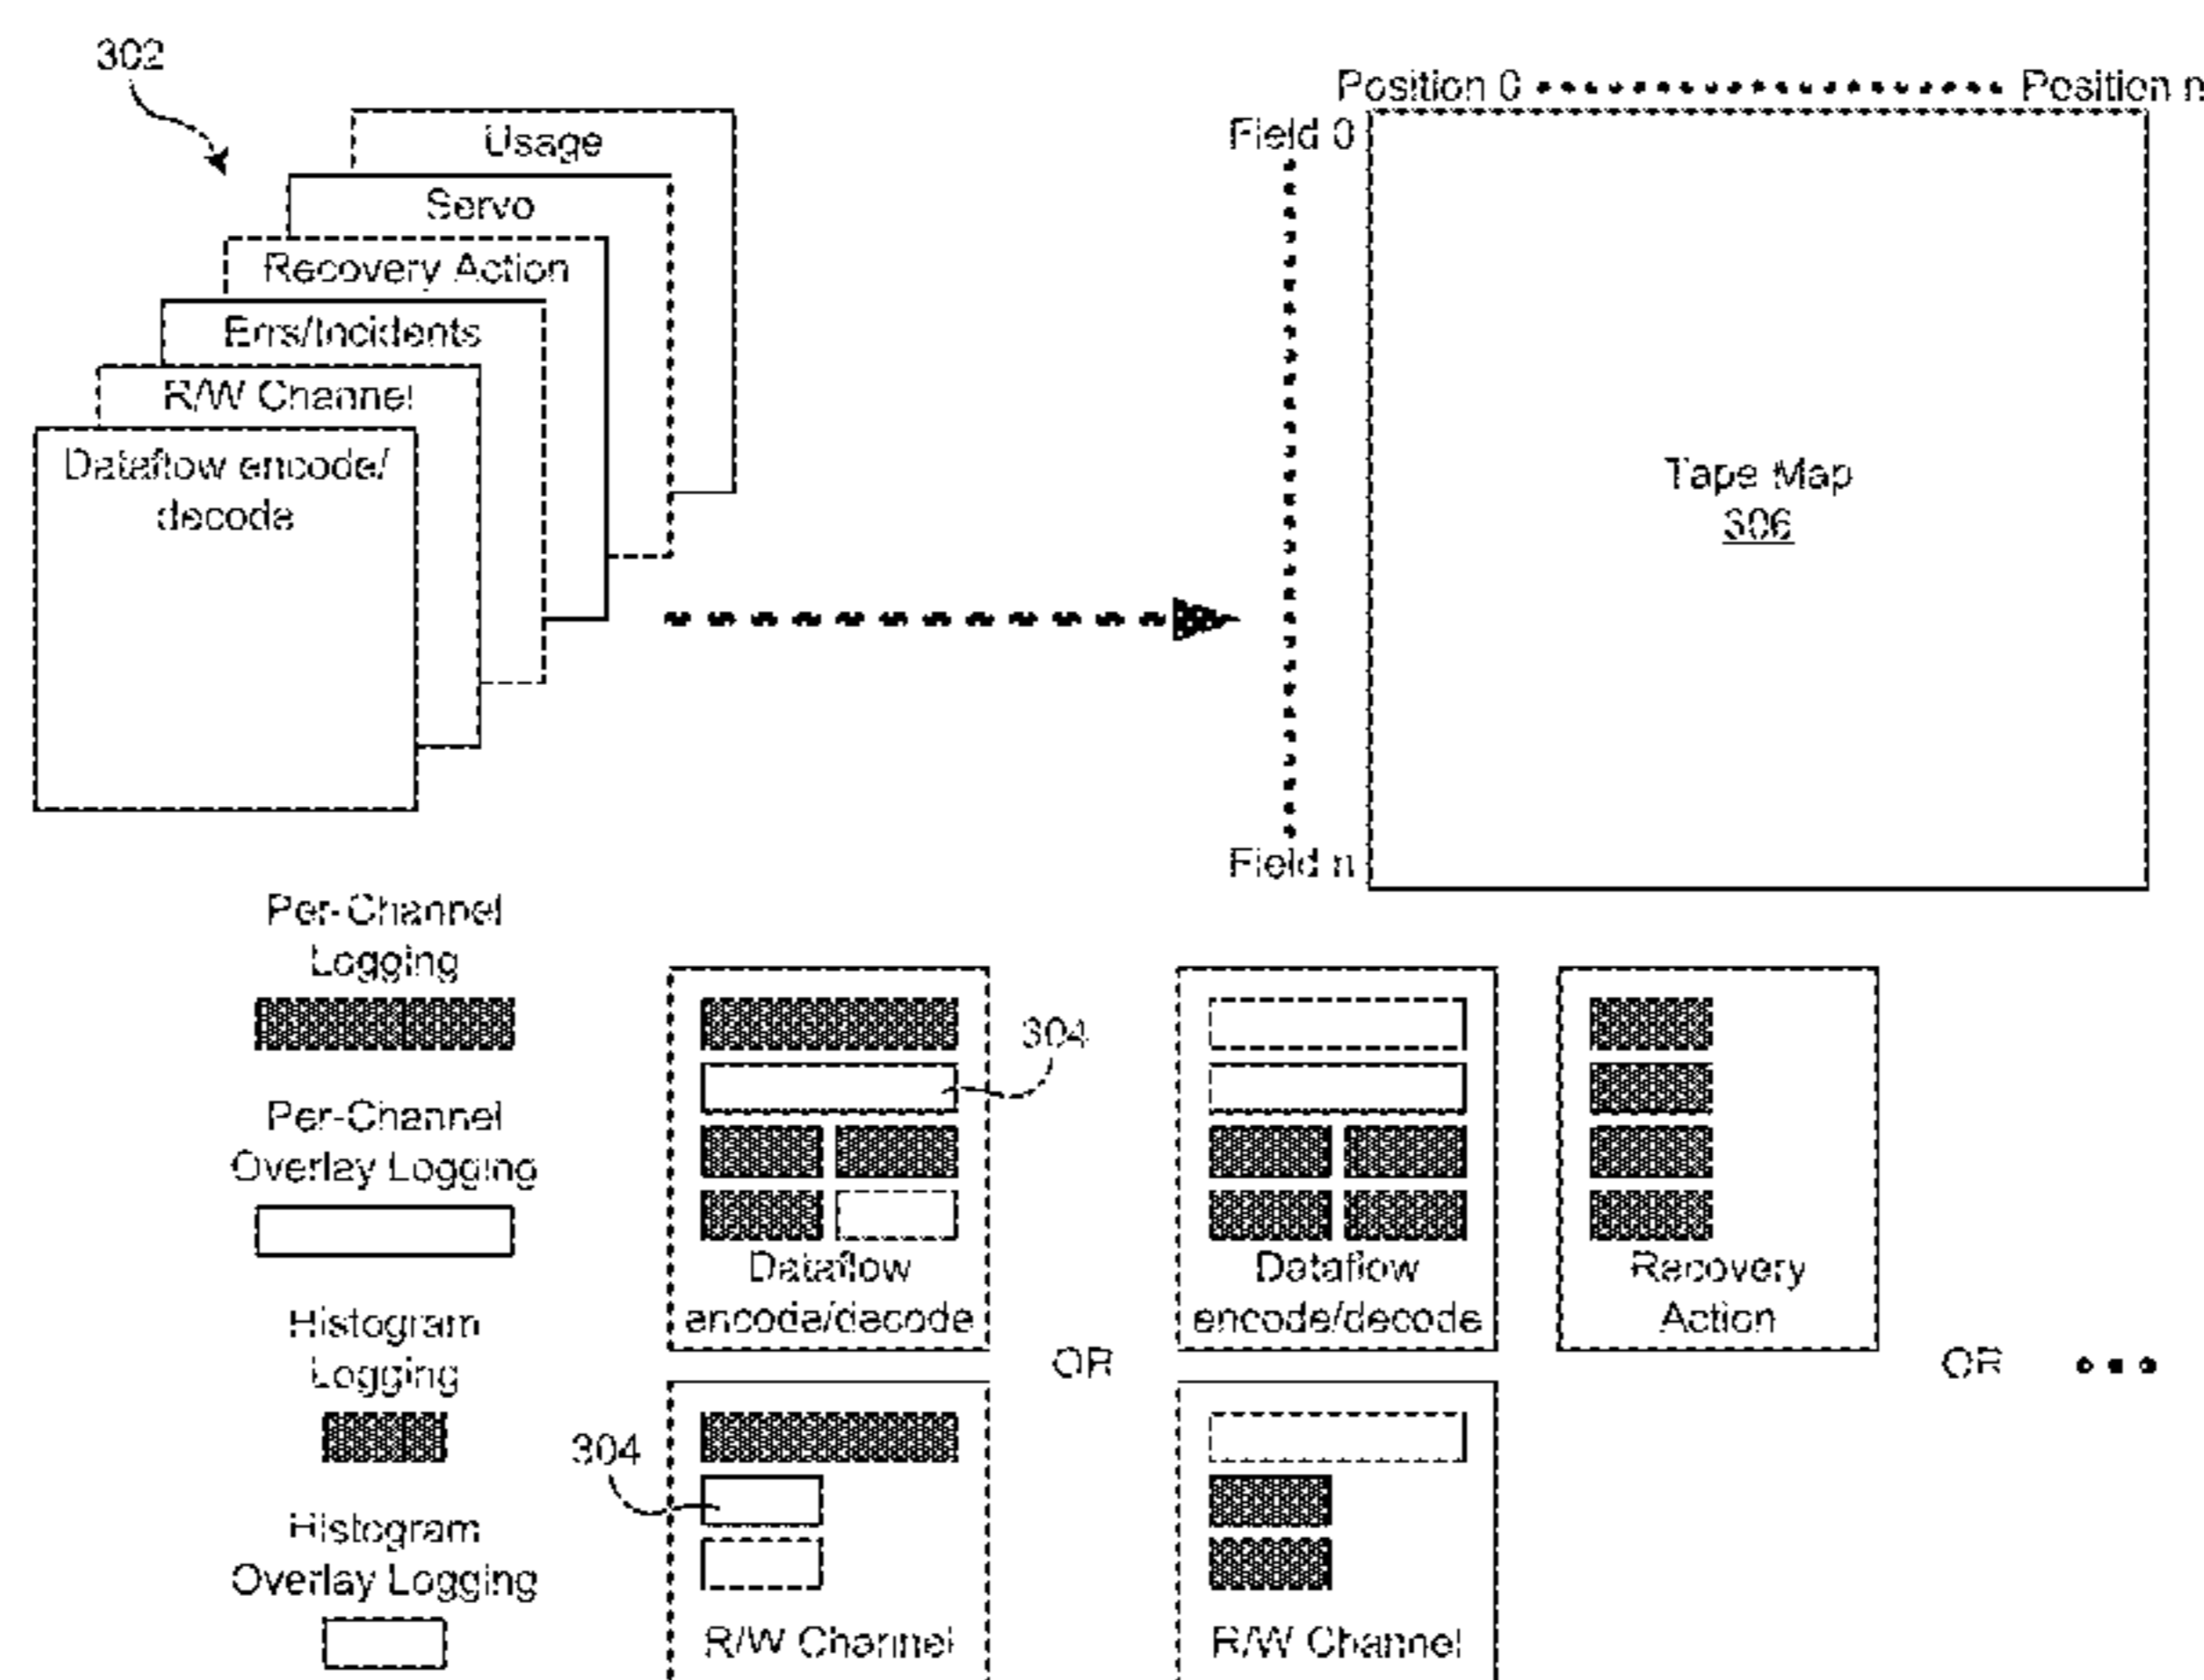 302
Usage
Servo
Recovery Action
Errs/Incidents
R/W Channel
Dataflow encode/
decode
Position 0
Position n
Field 0
Field n
Tape Map
306
Per-Channel
Logging
Per-Channel
Overlay Logging
Histogram
Logging
Histogram
Overlay Logging
304
Dataflow
encode/decode
OR
304
R/W Channel
Dataflow
encode/decode
R/W Channel
Recovery
Action
OR